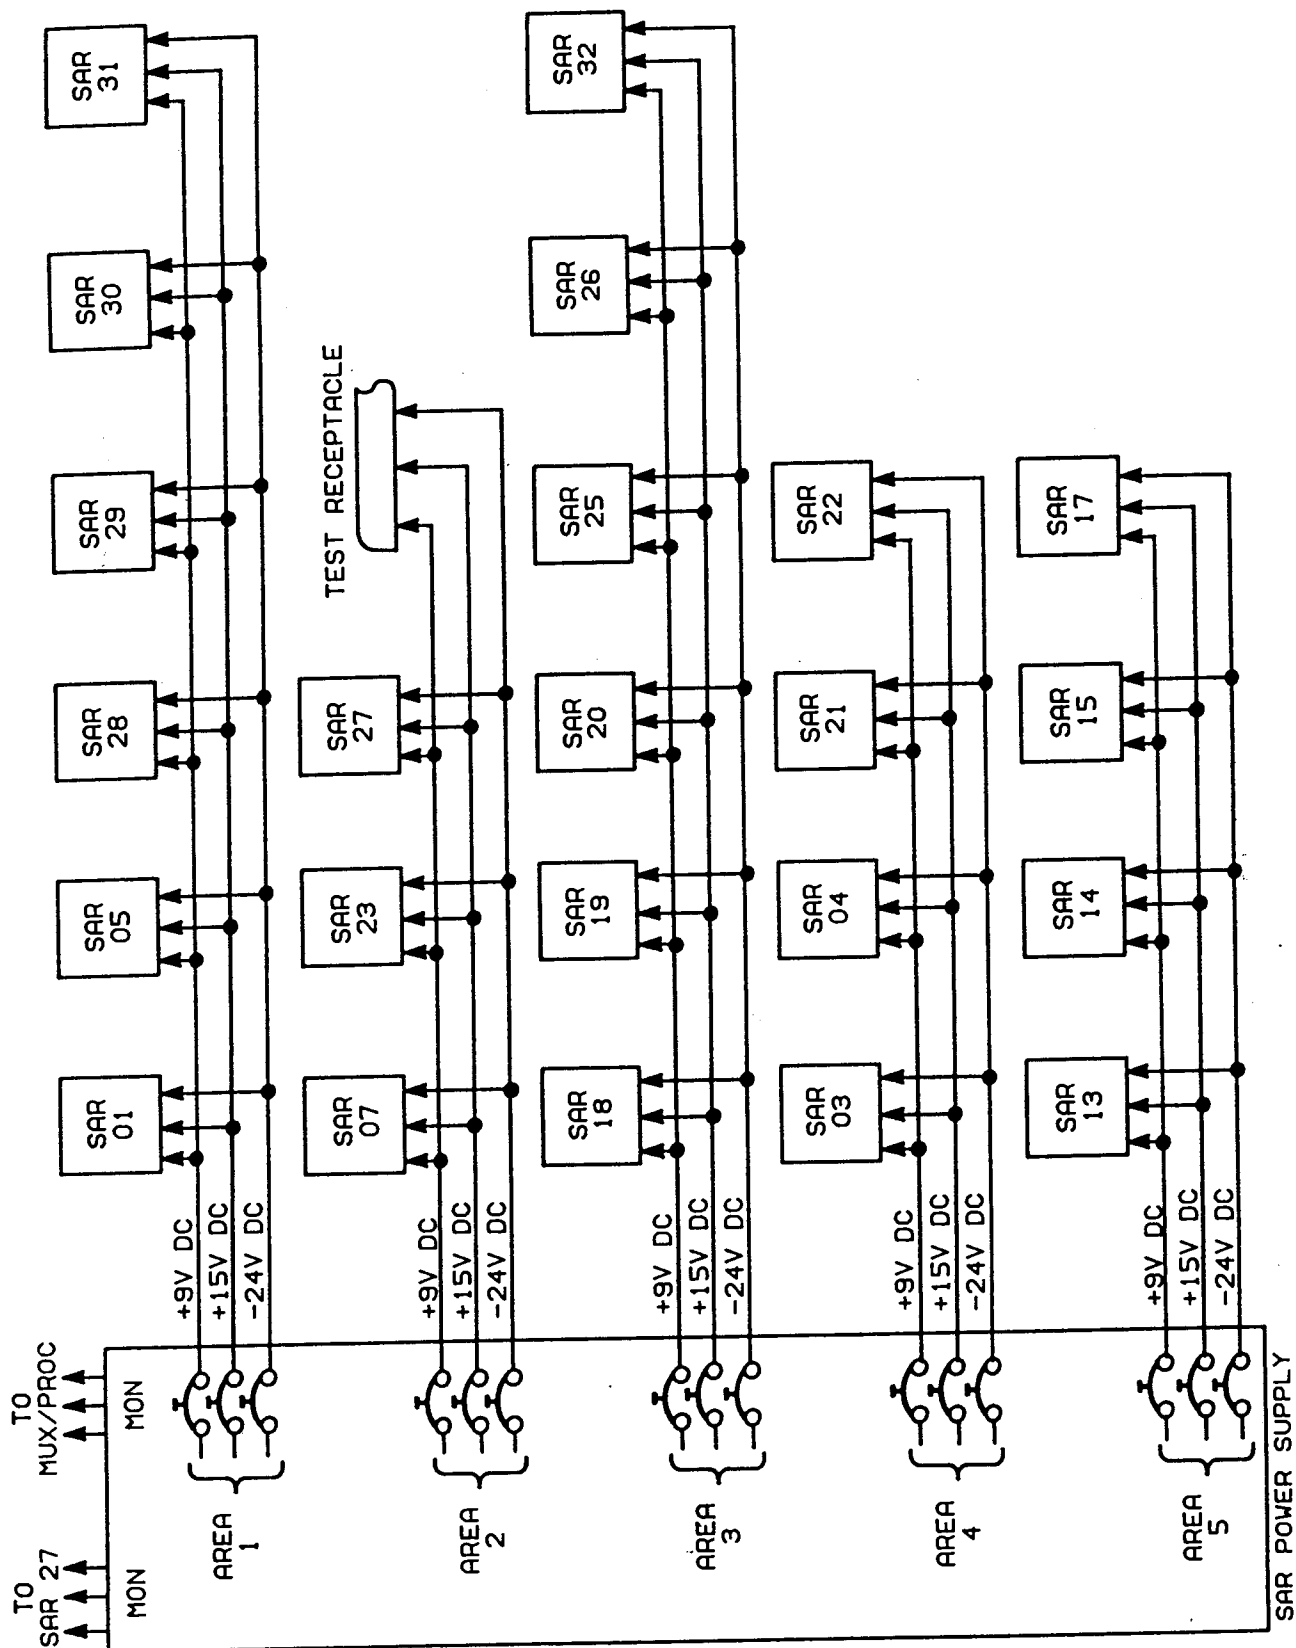 SAR
31
SAR
30
SAR
29
SAR
28
SAR
05
SAR
01
+9V DC
+15V DC
-24V DC
TEST RECEPTACLE
SAR
27
SAR
23
SAR
07
+9V DC
+15V DC
-24V DC
SAR
32
SAR
26
SAR
25
SAR
20
SAR
19
SAR
18
+9V DC
+15V DC
-24V DC
SAR
22
SAR
21
SAR
04
SAR
03
+9V DC
+15V DC
-24V DC
SAR
17
SAR
15
SAR
14
SAR
13
+9V DC
+15V DC
-24V DC
TO
MUX/PROC
MON
TO
SAR 27
MON
AREA
1
AREA
2
AREA
3
AREA
4
AREA
5
SAR POWER SUPPLY